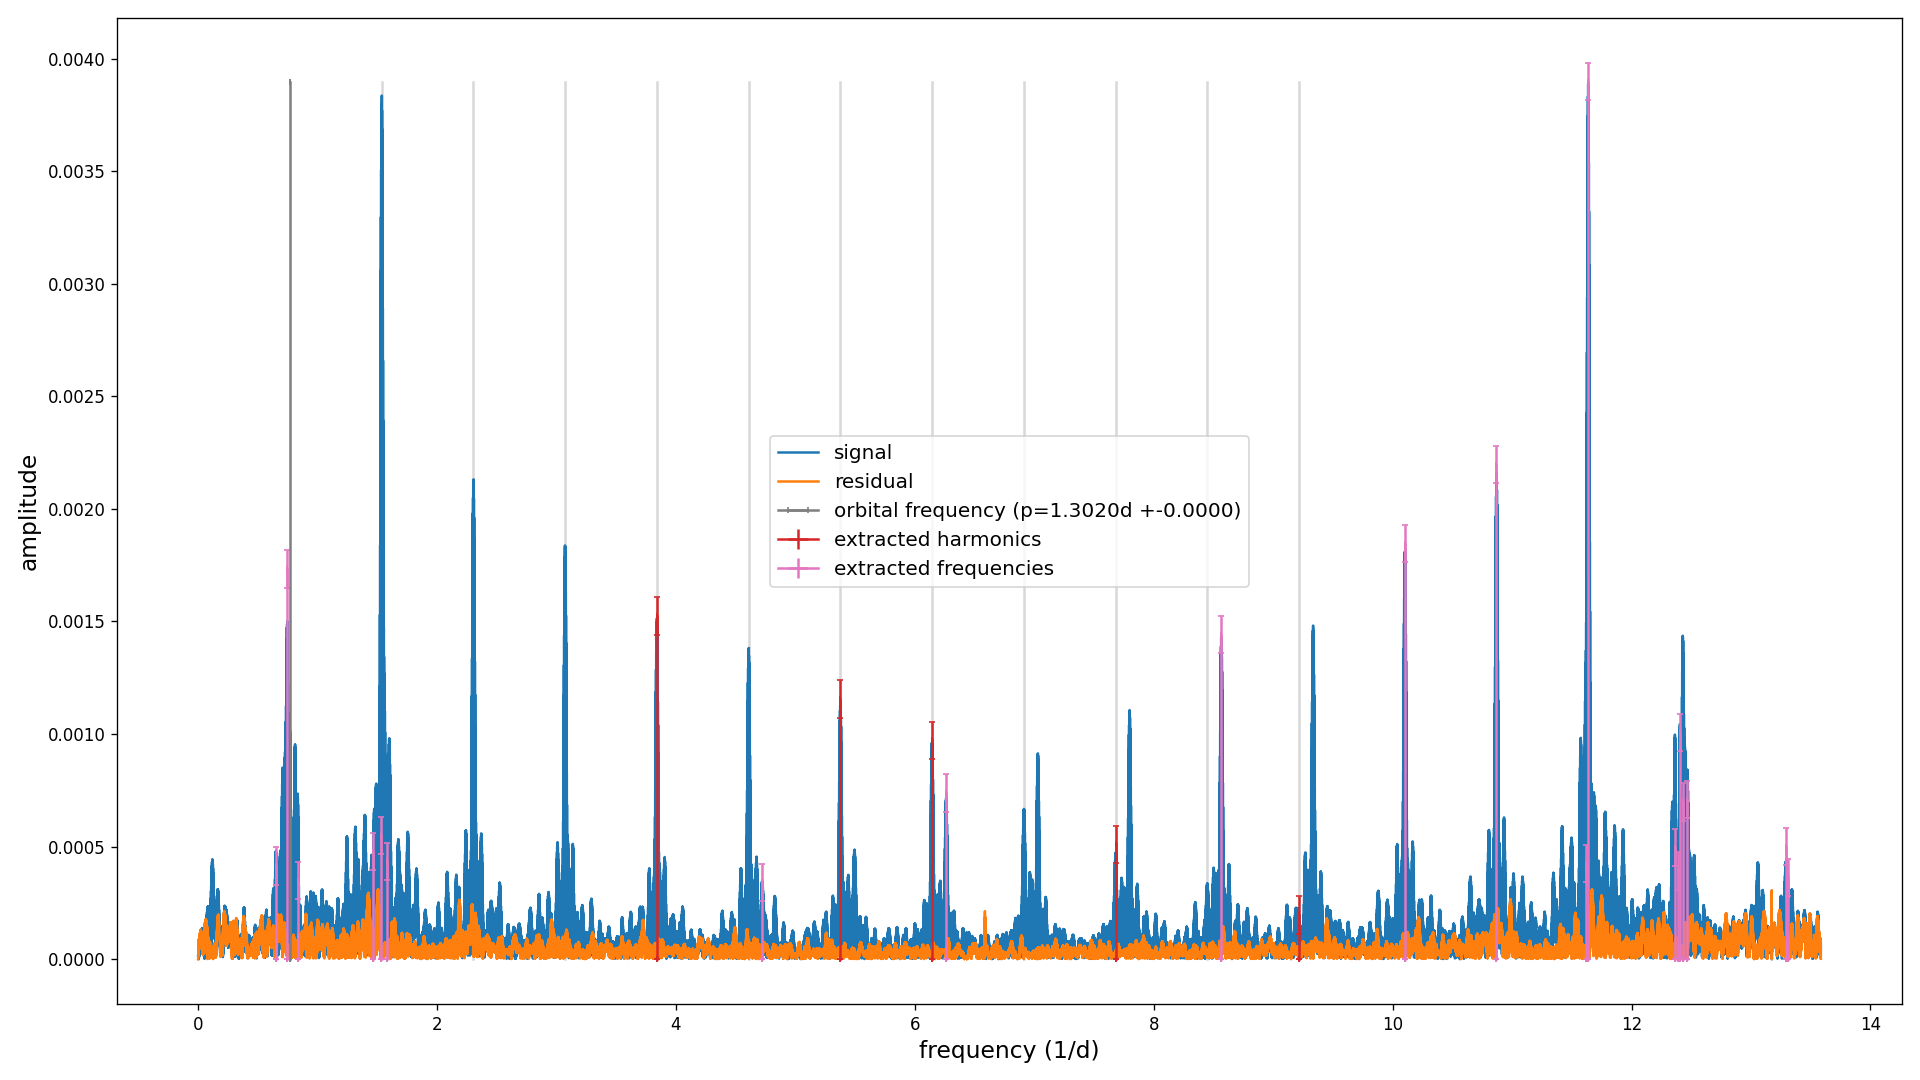 0.0040
0.0035
0.0030
0.0025
0.0020
0.0015
0.0010
0.0005
0.0000
amplitude
signal
residual
orbital frequency (p=1.3020d +-0.0000)
extracted harmonics
extracted frequencies
0 2 4 6 8 10 12 14
frequency (1/d)